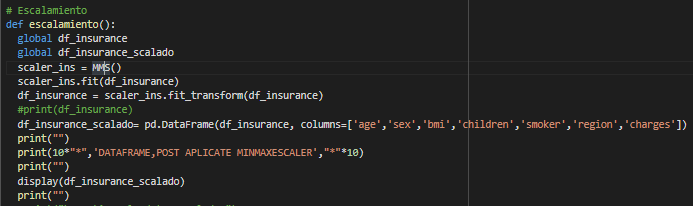 # Escalamiento
def escalamiento():
  global df_insurance
  global df_insurance_scalado
  scaler_ins = MMS()
  scaler_ins.fit(df_insurance)
  df_insurance = scaler_ins.fit_transform(df_insurance)
  #print(df_insurance)
  df_insurance_scalado= pd.DataFrame(df_insurance, columns=['age','sex','bmi','children','smoker','region','charges'])
  print("")
  print(10*"*",'DATAFRAME,POST APLICATE MINMAXESCALER',"*"*10)
  print("")
  display(df_insurance_scalado)
  print("")